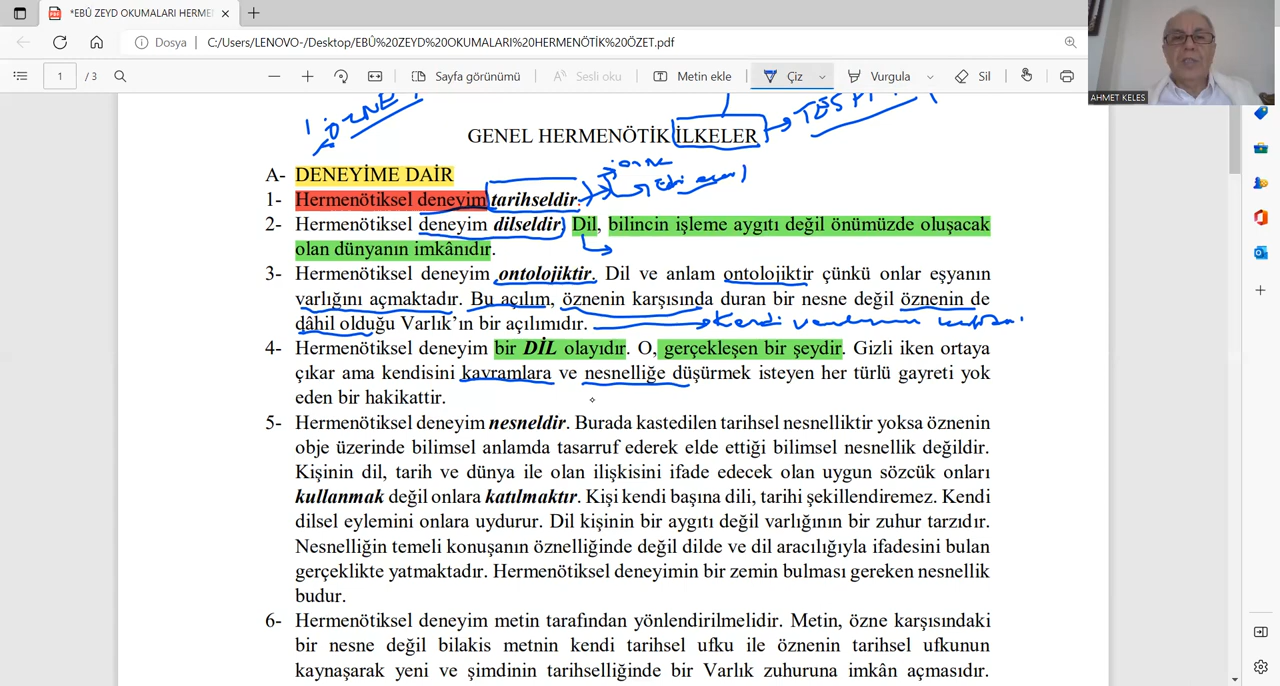 *EBÛ ZEYD OKUMALARI HERME
Dosya C:/Users/LENOVO-/Desktop/EBÛ%20ZEYD%20OKUMALARI%20HERMENÖTİK%20ÖZET.pdf
1 / 3 Sayfa görünümü Sesli oku Metin ekle Çiz Vurgula Sil
AHMET KELES
ÖZNE
GENEL HERMENÖTİK İLKELER
A- DENEYİME DAİR
1- Hermenötiksel deneyim tarihseldir.
2- Hermenötiksel deneyim dilseldir. Dil, bilincin işleme aygıtı değil önümüzde oluşacak
olan dünyanın imkânıdır.
3- Hermenötiksel deneyim ontolojiktir. Dil ve anlam ontolojiktir çünkü onlar eşyanın
varlığını açmaktadır. Bu açılım, öznenin karşısında duran bir nesne değil öznenin de
dâhil olduğu Varlık’ın bir açılımıdır.
4- Hermenötiksel deneyim bir DİL olayıdır. O, gerçekleşen bir şeydir. Gizli iken ortaya
çıkar ama kendisini kavramlara ve nesnelliğe düşürmek isteyen her türlü gayreti yok
eden bir hakikattir.
5- Hermenötiksel deneyim nesneldir. Burada kastedilen tarihsel nesnelliktir yoksa öznenin
obje üzerinde bilimsel anlamda tasarruf ederek elde ettiği bilimsel nesnellik değildir.
Kişinin dil, tarih ve dünya ile olan ilişkisini ifade edecek olan uygun sözcük onları
kullanmak değil onlara katılmaktır. Kişi kendi başına dili, tarihi şekillendiremez. Kendi
dilsel eylemini onlara uydurur. Dil kişinin bir aygıtı değil varlığının bir zuhur tarzıdır.
Nesnelliğin temeli konuşanın öznelliğinde değil dilde ve dil aracılığıyla ifadesini bulan
gerçeklikte yatmaktadır. Hermenötiksel deneyimin bir zemin bulması gereken nesnellik
budur.
6- Hermenötiksel deneyim metin tarafından yönlendirilmelidir. Metin, özne karşısındaki
bir nesne değil bilakis metnin kendi tarihsel ufku ile öznenin tarihsel ufkunun
kaynaşarak yeni ve şimdinin tarihselliğinde bir Varlık zuhuruna imkân açmasıdır.